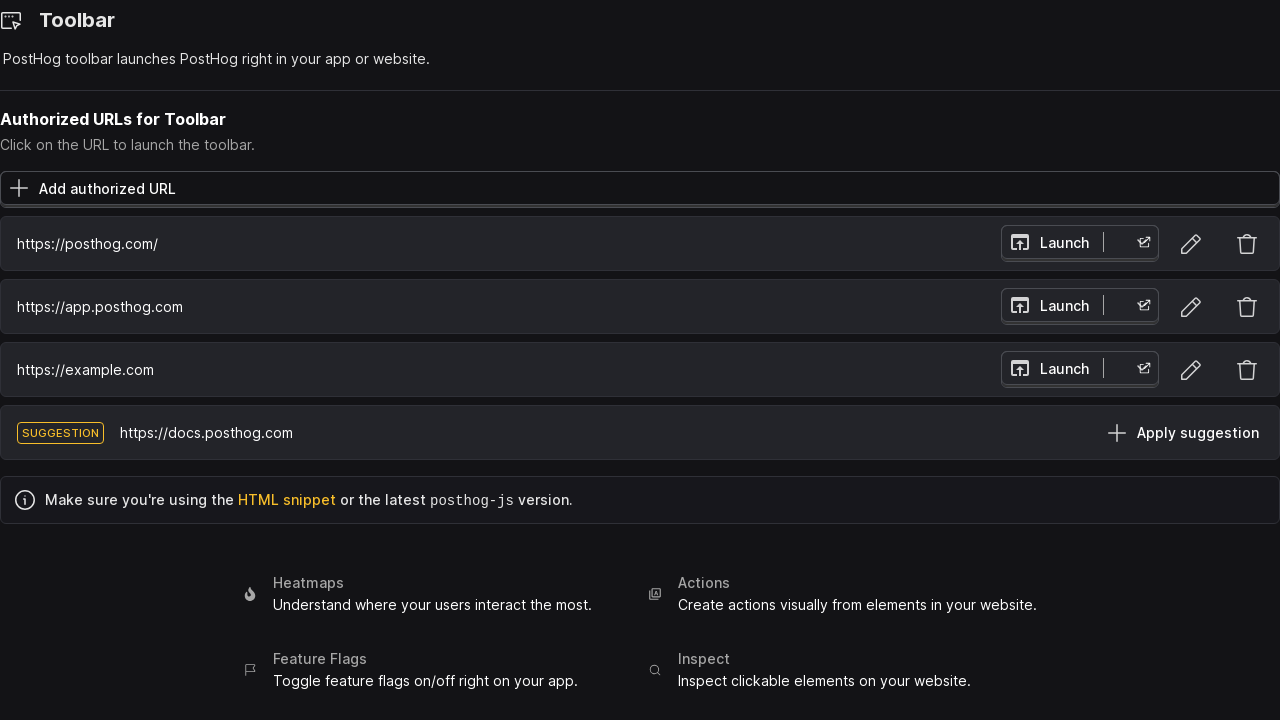 Toolbar
PostHog toolbar launches PostHog right in your app or website.
Authorized URLs for Toolbar
Click on the URL to launch the toolbar.
Add authorized URL
https://posthog.com/ Launch
https://app.posthog.com Launch
https://example.com Launch
SUGGESTION https://docs.posthog.com Apply suggestion
Make sure you're using the HTML snippet or the latest posthog-js version.
Heatmaps
Understand where your users interact the most.
Actions
Create actions visually from elements in your website.
Feature Flags
Toggle feature flags on/off right on your app.
Inspect
Inspect clickable elements on your website.